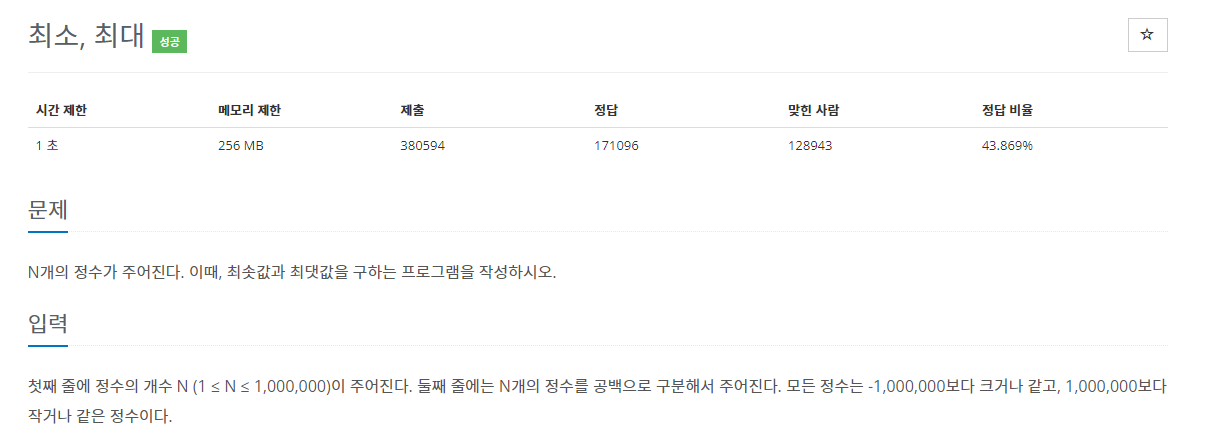 최소, 최대 성공
☆
시간 제한 메모리 제한 제출 정답 맞힌 사람 정답 비율
1 초 256 MB 380594 171096 128943 43.869%
문제
N개의 정수가 주어진다. 이때, 최솟값과 최댓값을 구하는 프로그램을 작성하시오.
입력
첫째 줄에 정수의 개수 N (1 ≤ N ≤ 1,000,000)이 주어진다. 둘째 줄에는 N개의 정수를 공백으로 구분해서 주어진다. 모든 정수는 -1,000,000보다 크거나 같고, 1,000,000보다
작거나 같은 정수이다.